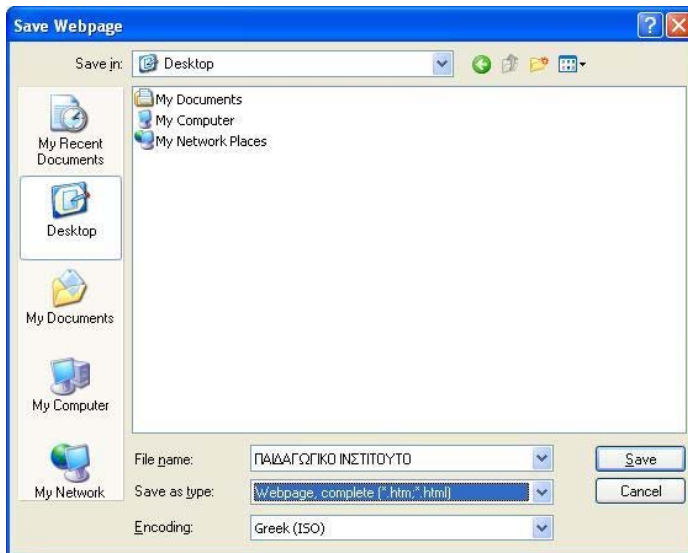 Save Webpage
Save in: Desktop
My Documents
My Computer
My Network Places
My Recent
Documents
Desktop
My Documents
My Computer
My Network
File name: ΠΑΙΔΑΓΩΓΙΚΟ ΙΝΣΤΙΤΟΥΤΟ Save
Save as type: Webpage, complete (*.htm;*.html) Cancel
Encoding: Greek (ISO)